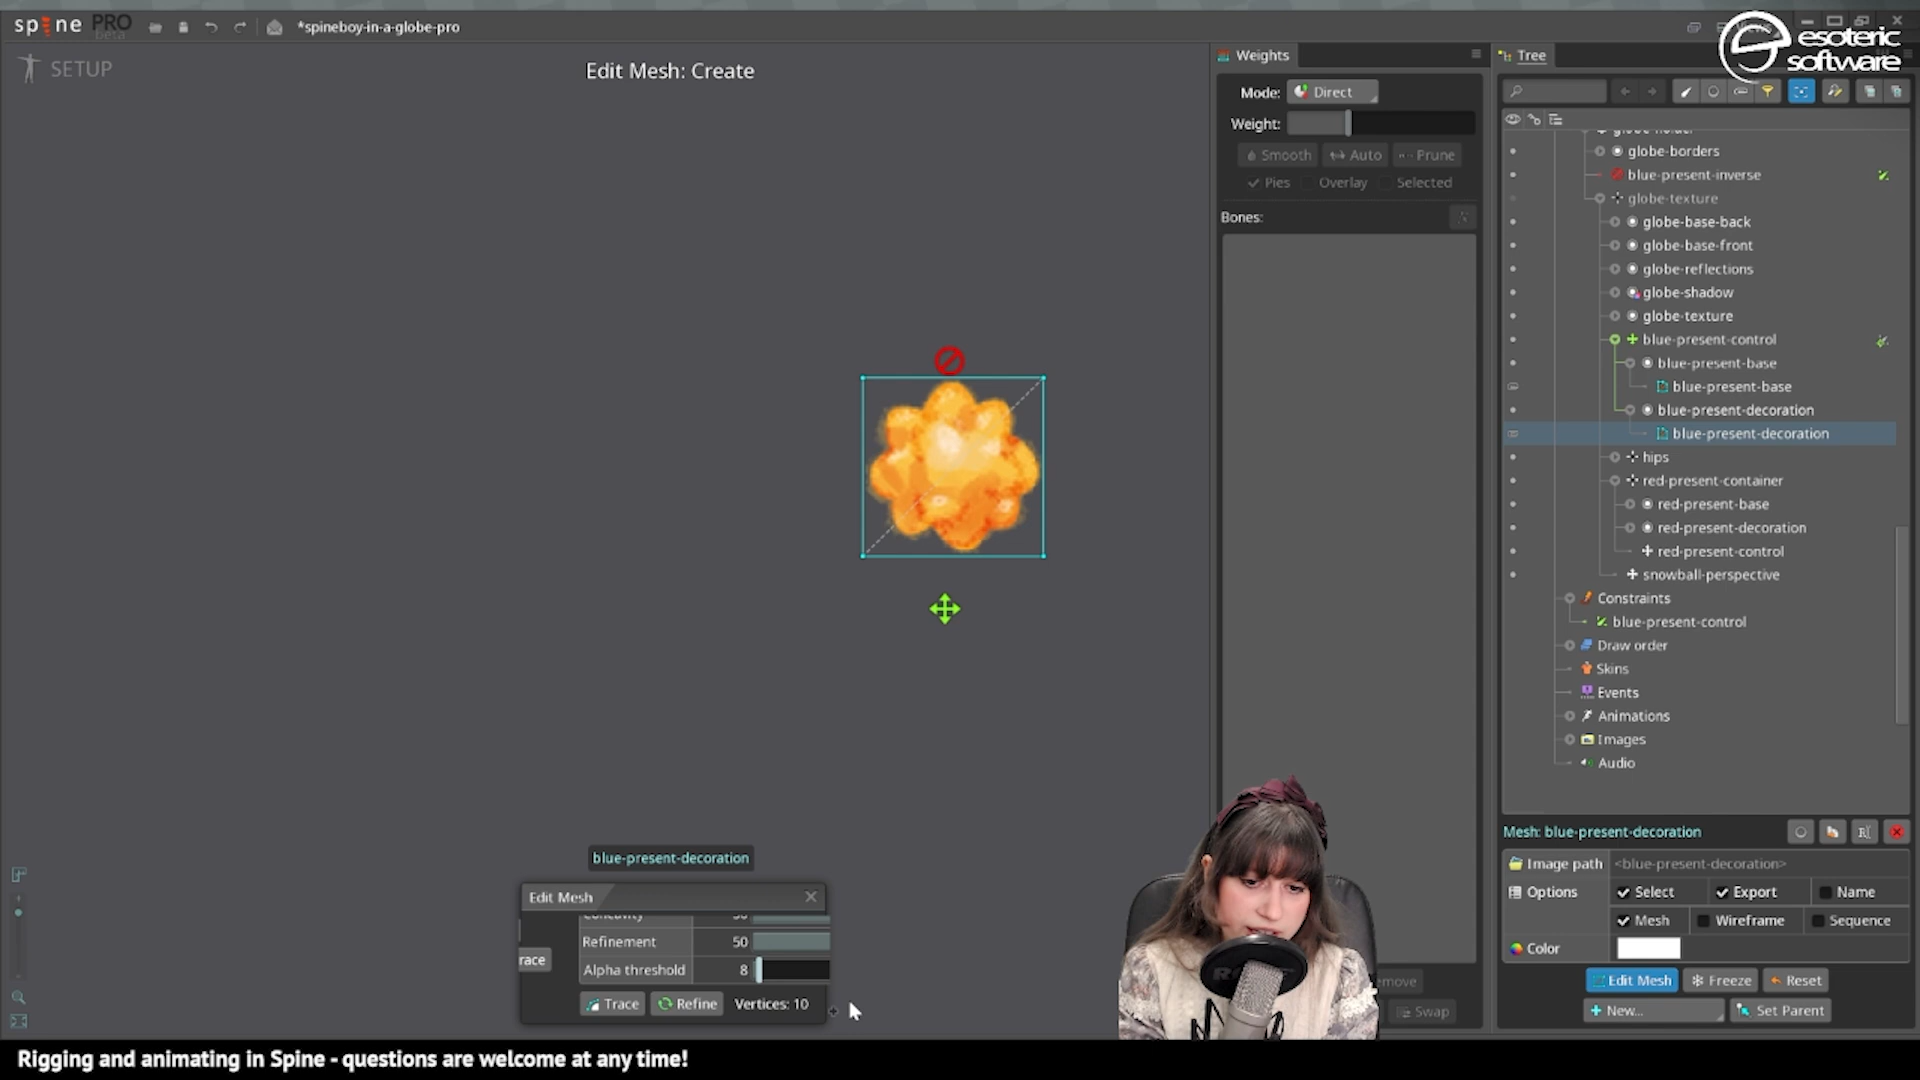 spine PRO
beta
*spineboy-in-a-globe-pro
SETUP
Edit Mesh: Create
Weights
Mode: Direct
Weight:
Smooth Auto Prune
Pies Overlay Selected
Bones:
Tree
esoteric
software
globe-holder
globe-borders
blue-present-inverse
globe-texture
globe-base-back
globe-base-front
globe-reflections
globe-shadow
globe-texture
blue-present-control
blue-present-base
blue-present-base
blue-present-decoration
blue-present-decoration
hips
red-present-container
red-present-base
red-present-decoration
red-present-control
snowball-perspective
Constraints
blue-present-control
Draw order
Skins
Events
Animations
Images
Audio
Mesh: blue-present-decoration
Image path <blue-present-decoration>
Options Select Export Name
Mesh Wireframe Sequence
Color
Edit Mesh Freeze Reset
New... Set Parent
emove
Swap
blue-present-decoration
Edit Mesh
Concavity 50
Refinement 50
race
Alpha threshold 8
Trace Refine Vertices: 10
Rigging and animating in Spine - questions are welcome at any time!